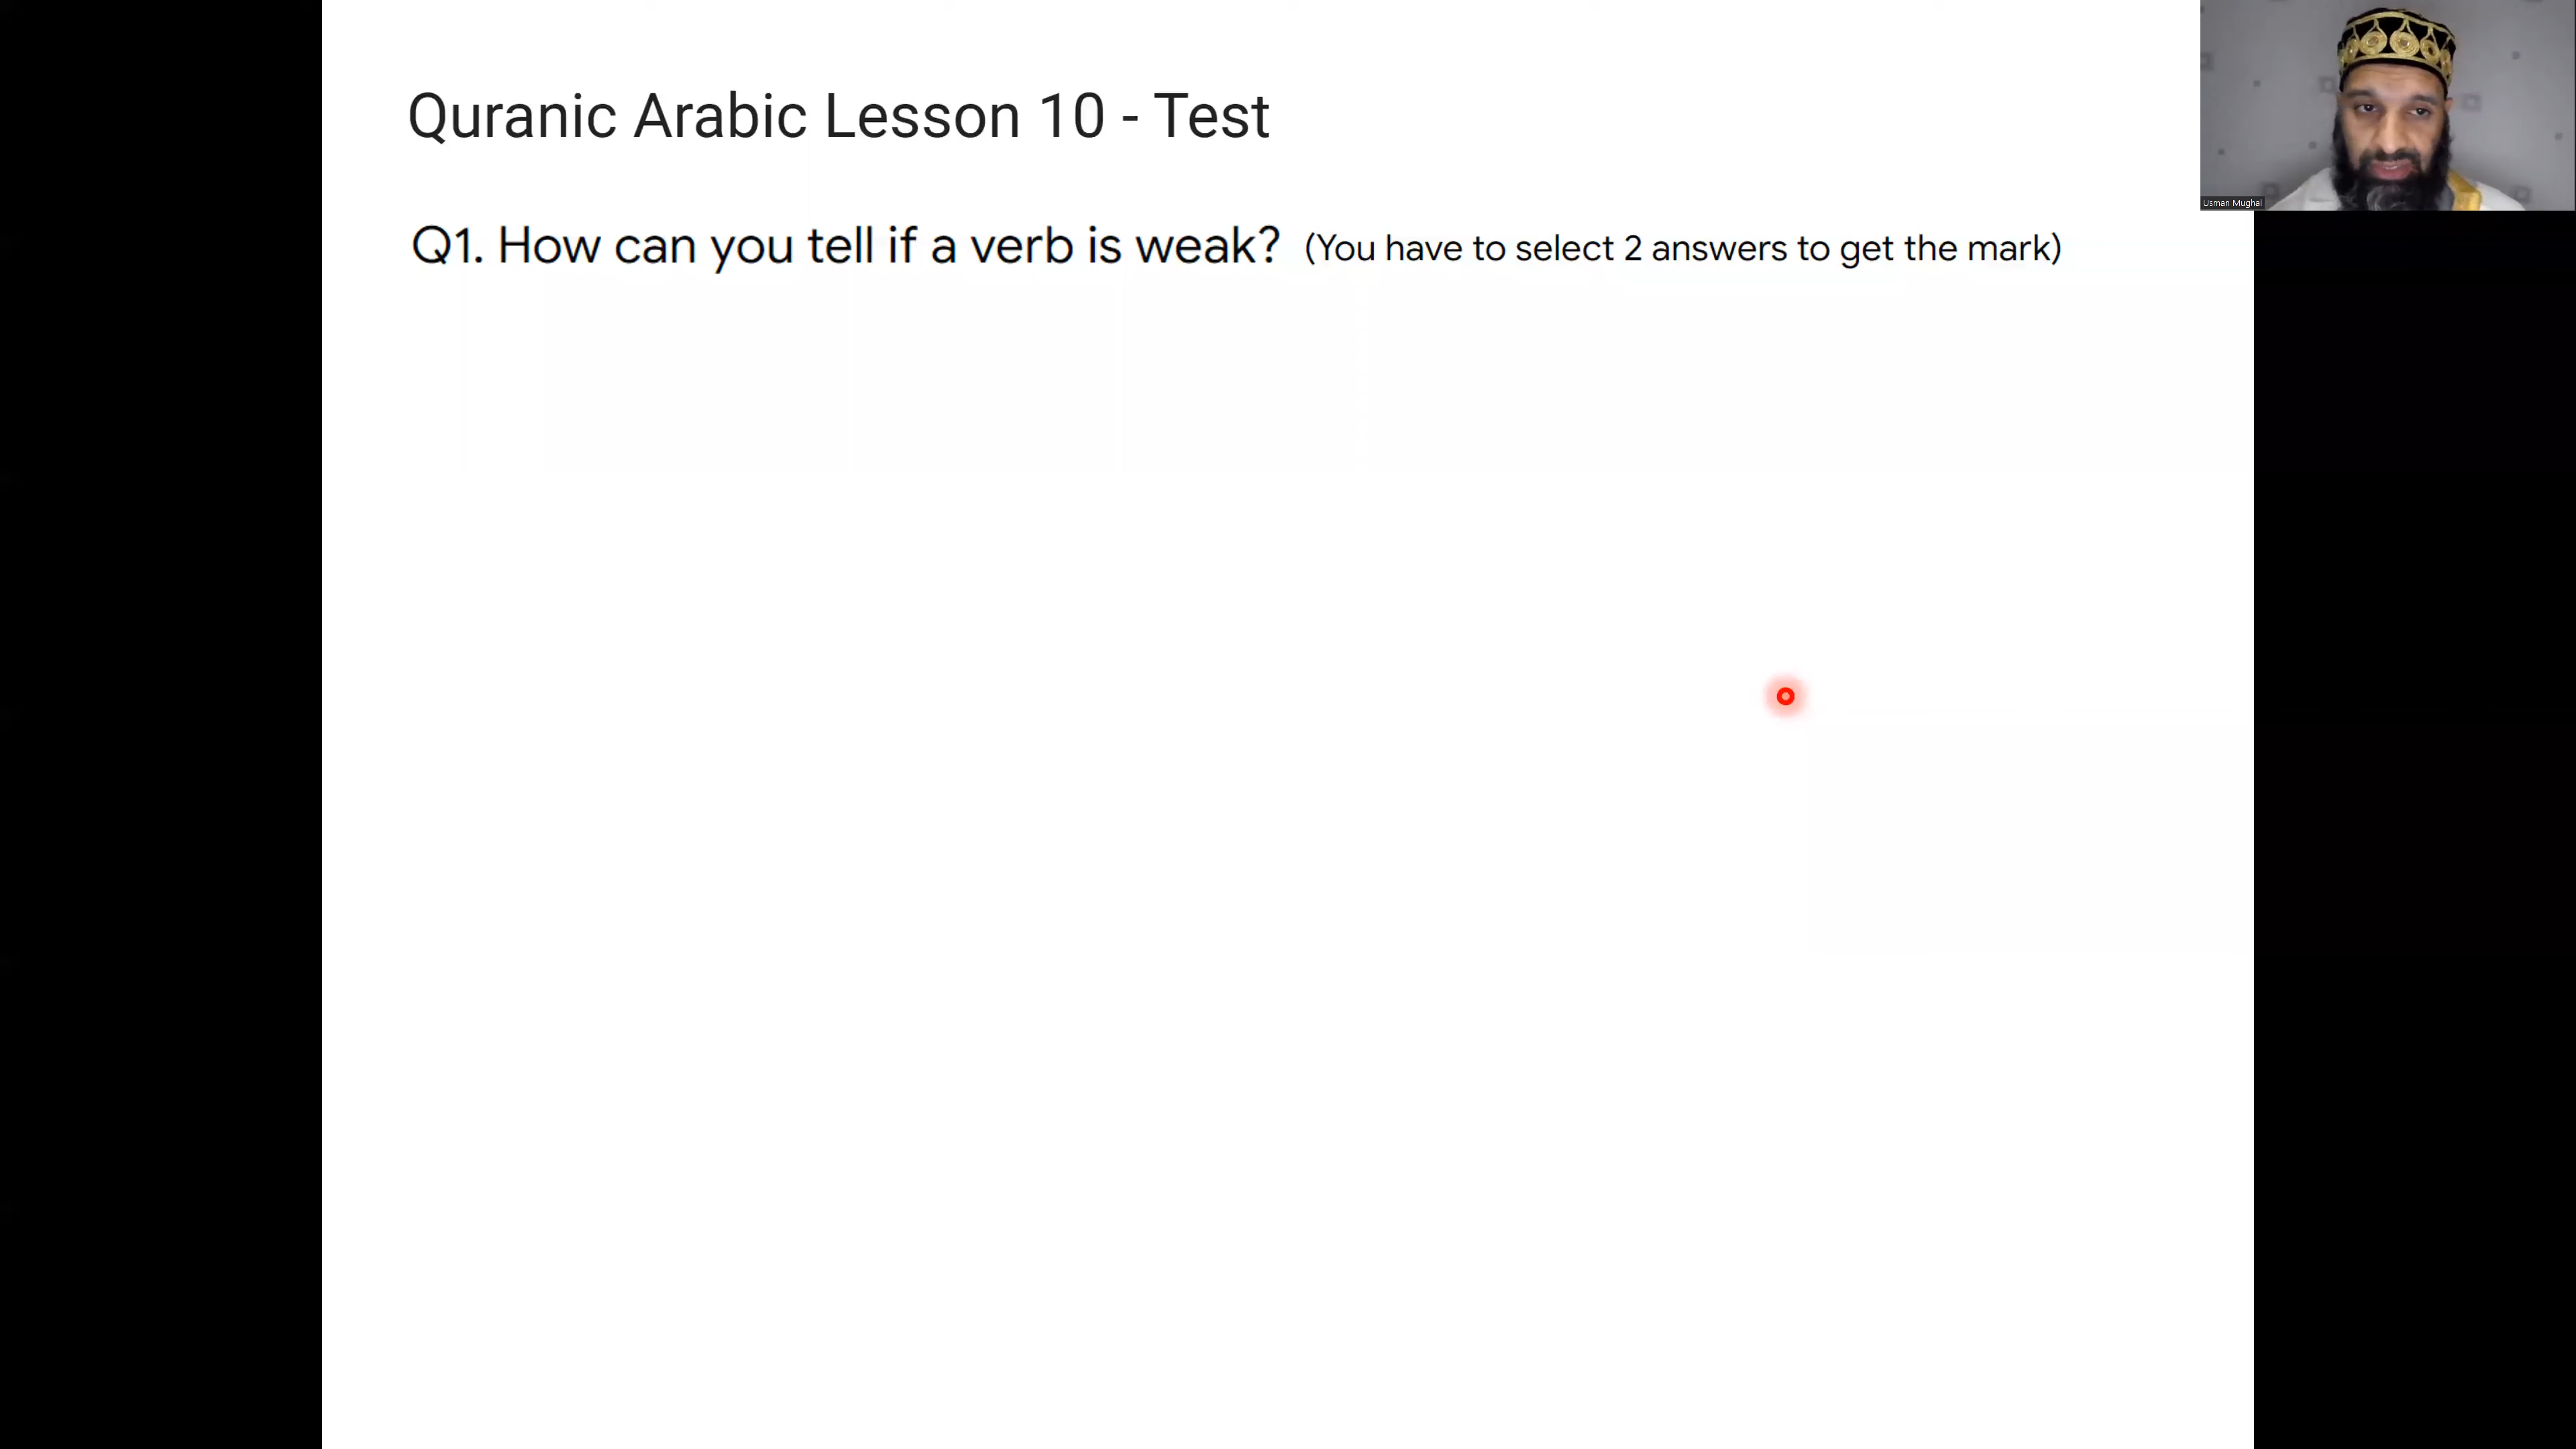 Quranic Arabic Lesson 10 - Test
Q1. How can you tell if a verb is weak? (You have to select 2 answers to get the mark)
Usman Mughal